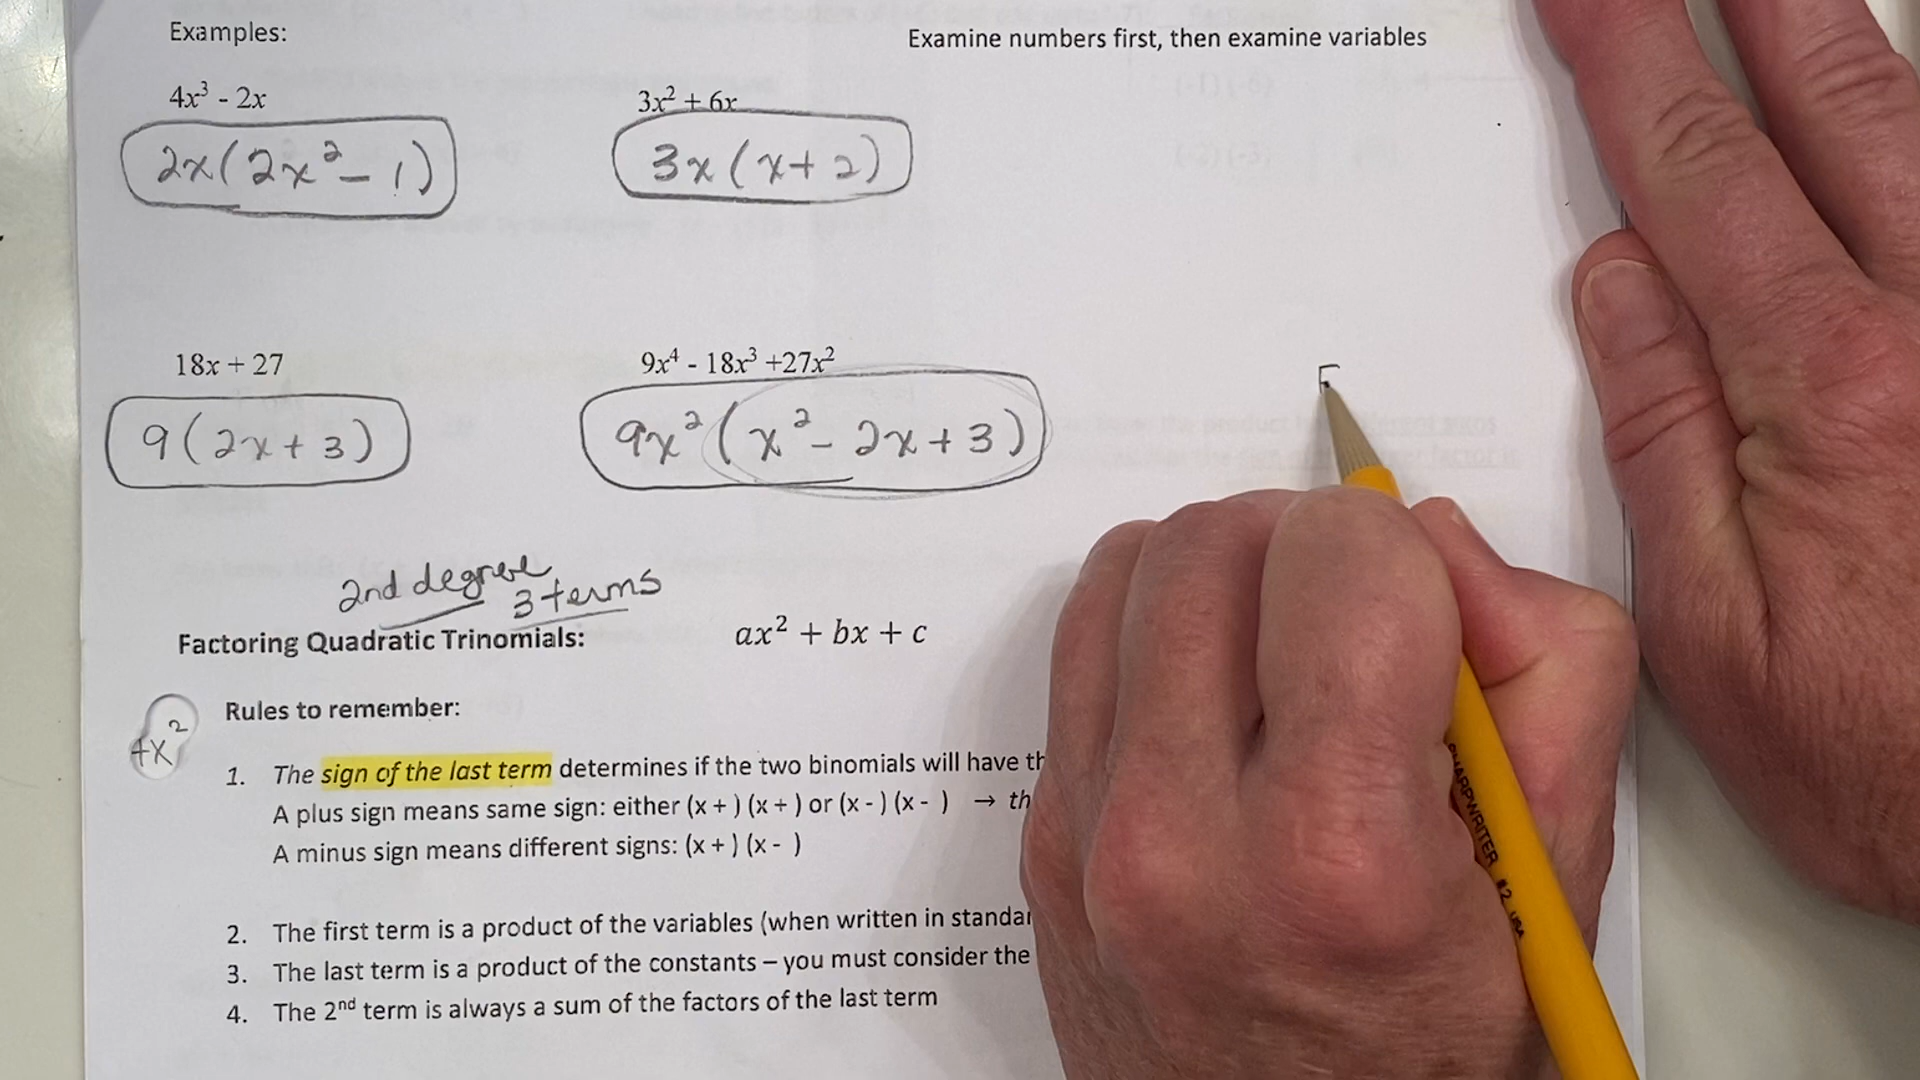 Examples:
Examine numbers first, then examine variables
4x³ - 2x
3x² + 6x
2x(2x² - 1)
3x(x + 2)
18x + 27
9x⁴ - 18x³ +27x²
9(2x + 3)
9x²(x² - 2x + 3)
2nd degree
3 terms
Factoring Quadratic Trinomials:
ax² + bx + c
Rules to remember:
4x²
1. The sign of the last term determines if the two binomials will have
A plus sign means same sign: either (x + ) (x + ) or (x - ) (x - ) →
A minus sign means different signs: (x + ) (x - )
2. The first term is a product of the variables (when written in
3. The last term is a product of the constants – you must consider the
4. The 2nd term is always a sum of the factors of the last term
SHARPWRITER #2 USA